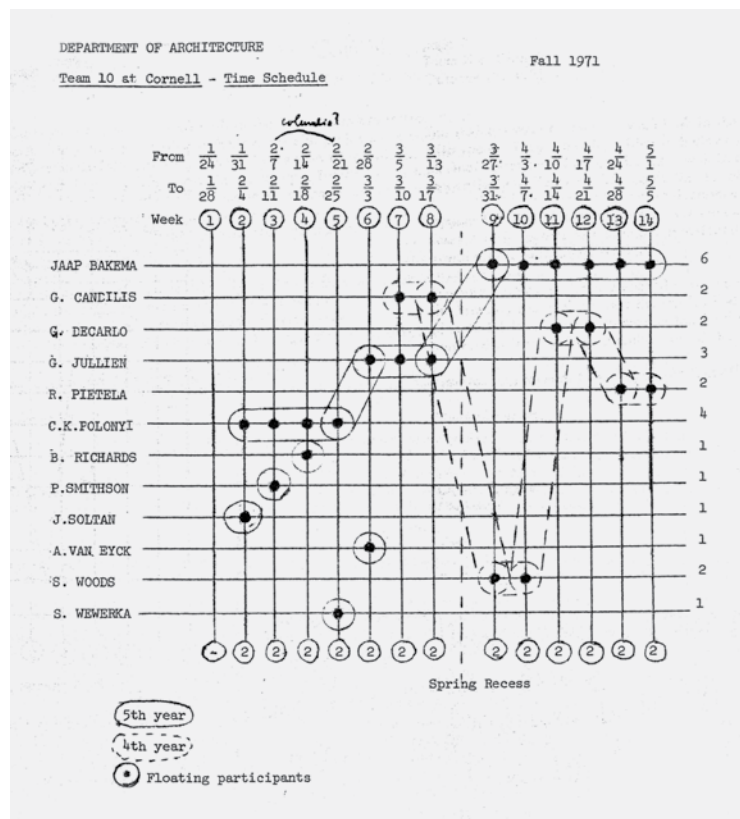 DEPARTMENT OF ARCHITECTURE
Fall 1971
Team 10 at Cornell - Time Schedule
columbia?
From 1/24 1/31 2/7 2/14 2/21 2/28 3/5 3/13 3/27 4/3 4/10 4/17 4/24 5/1
To 1/28 2/4 2/11 2/18 2/25 3/3 3/10 3/17 3/31 4/7 4/14 4/21 4/28 5/5
Week 1 2 3 4 5 6 7 8 9 10 11 12 13 14
JAAP BAKEMA 6
G. CANDILIS 2
G. DECARLO 2
G. JULLIEN 3
R. PIETELA 2
C.K.POLONYI 4
B. RICHARDS 1
P.SMITHSON 1
J.SOLTAN 1
A.VAN EYCK 1
S. WOODS 2
S. WEWERKA 1
- 2 2 2 2 2 2 2 2 2 2 2 2 2
Spring Recess
5th year
4th year
Floating participants